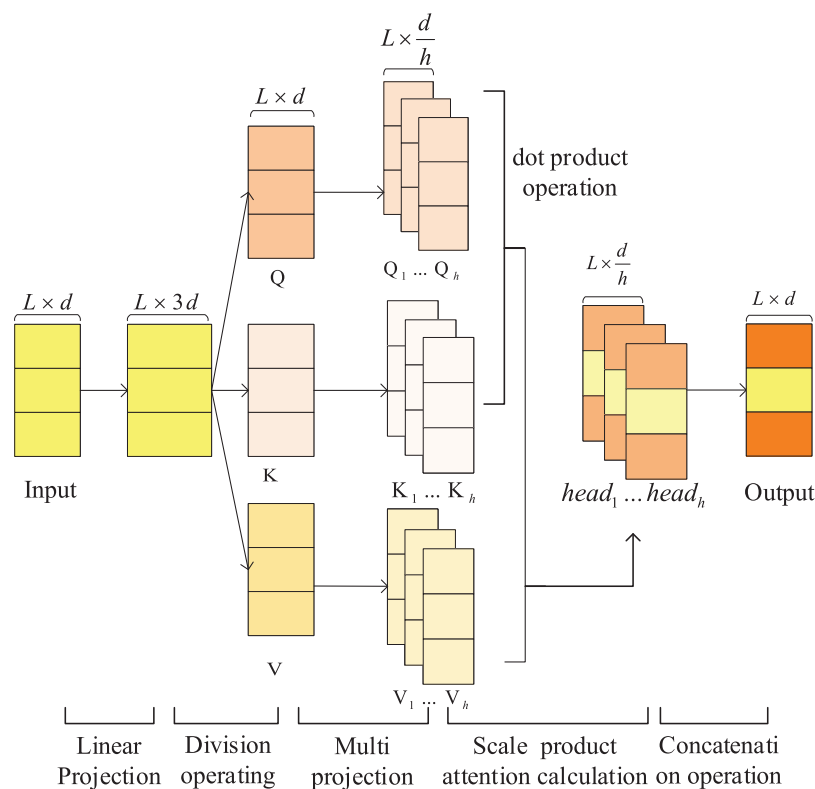 L × d/h
L × d
dot product
operation
Q
Q₁ ... Qₕ
L × d/h
L × d
L × 3d
L × d
Input
K
K₁ ... Kₕ
head₁ ... headₕ
Output
V
V₁ ... Vₕ
Linear
Projection
Division
operating
Multi
projection
Scale product
attention calculation
Concatenati
on operation